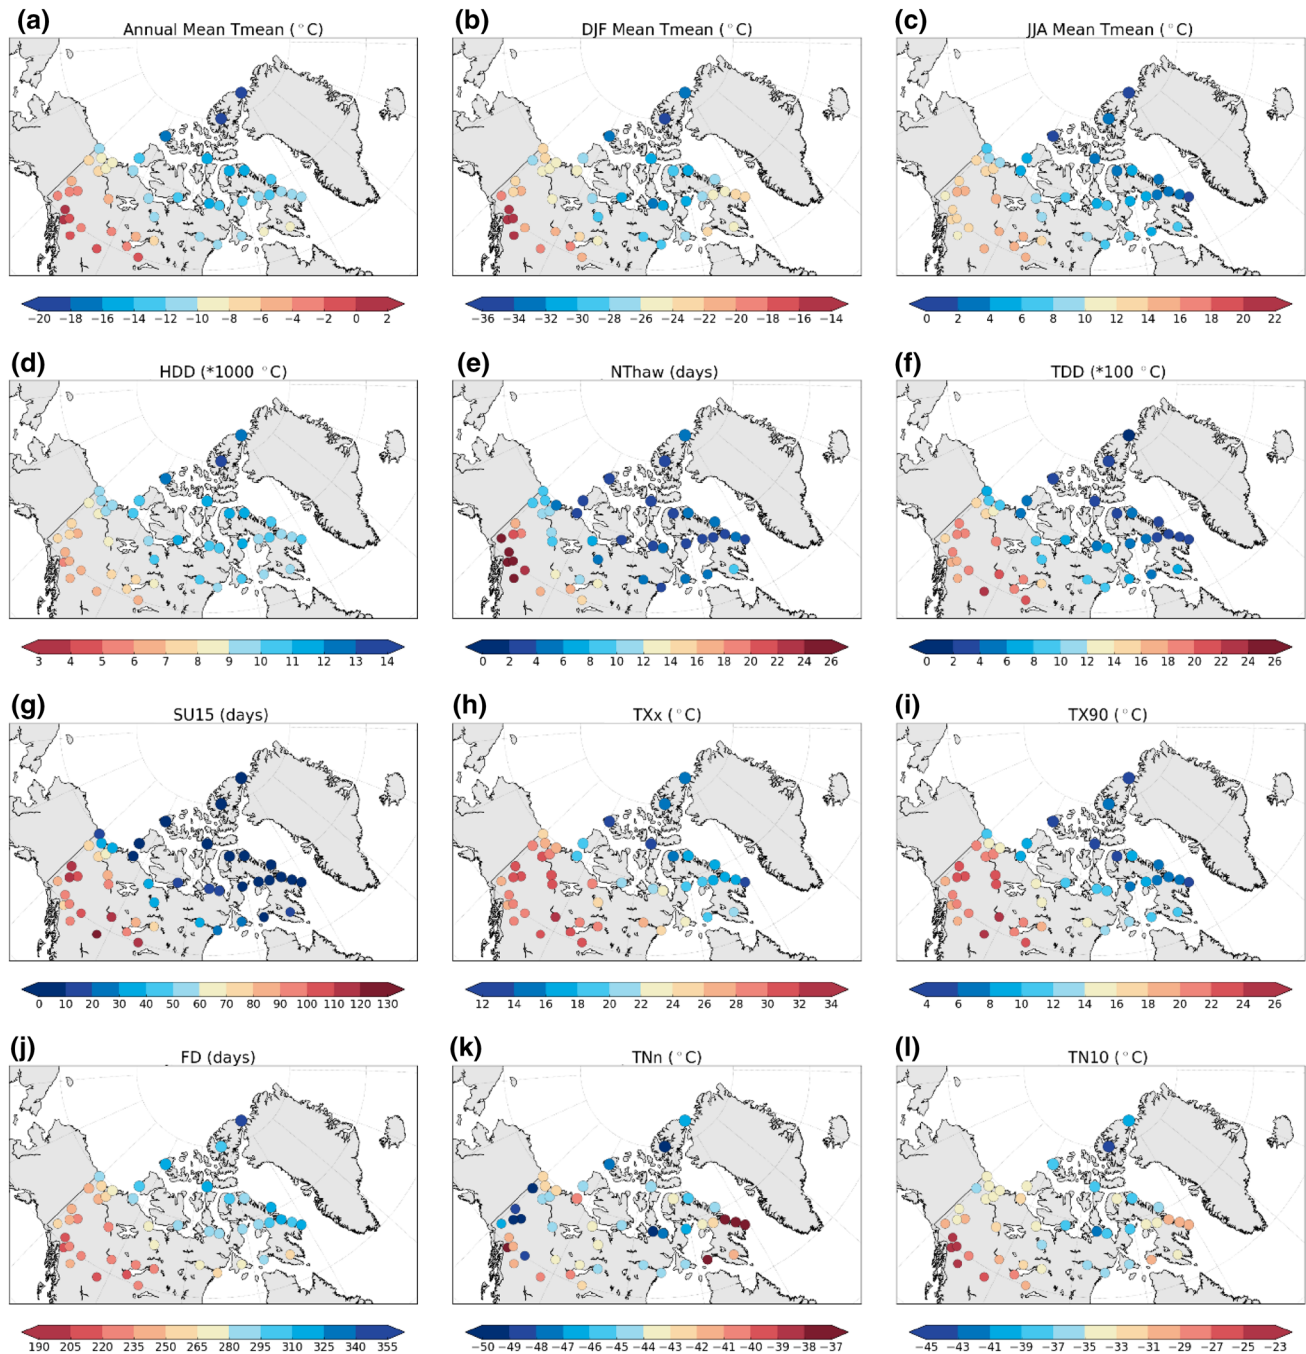 (a) (b) (c)
Annual Mean Tmean (°C) DJF Mean Tmean (°C) JJA Mean Tmean (°C)
−20 −18 −16 −14 −12 −10 −8 −6 −4 −2 0 2 −36 −34 −32 −30 −28 −26 −24 −22 −20 −18 −16 −14 0 2 4 6 8 10 12 14 16 18 20 22
(d) (e) (f)
HDD (*1000 °C) NThaw (days) TDD (*100 °C)
3 4 5 6 7 8 9 10 11 12 13 14 0 2 4 6 8 10 12 14 16 18 20 22 24 26 0 2 4 6 8 10 12 14 16 18 20 22 24 26
(g) (h) (i)
SU15 (days) TXx (°C) TX90 (°C)
0 10 20 30 40 50 60 70 80 90 100 110 120 130 12 14 16 18 20 22 24 26 28 30 32 34 4 6 8 10 12 14 16 18 20 22 24 26
(j) (k) (l)
FD (days) TNn (°C) TN10 (°C)
190 205 220 235 250 265 280 295 310 325 340 355 −50 −49 −48 −47 −46 −45 −44 −43 −42 −41 −40 −39 −38 −37 −45 −43 −41 −39 −37 −35 −33 −31 −29 −27 −25 −23